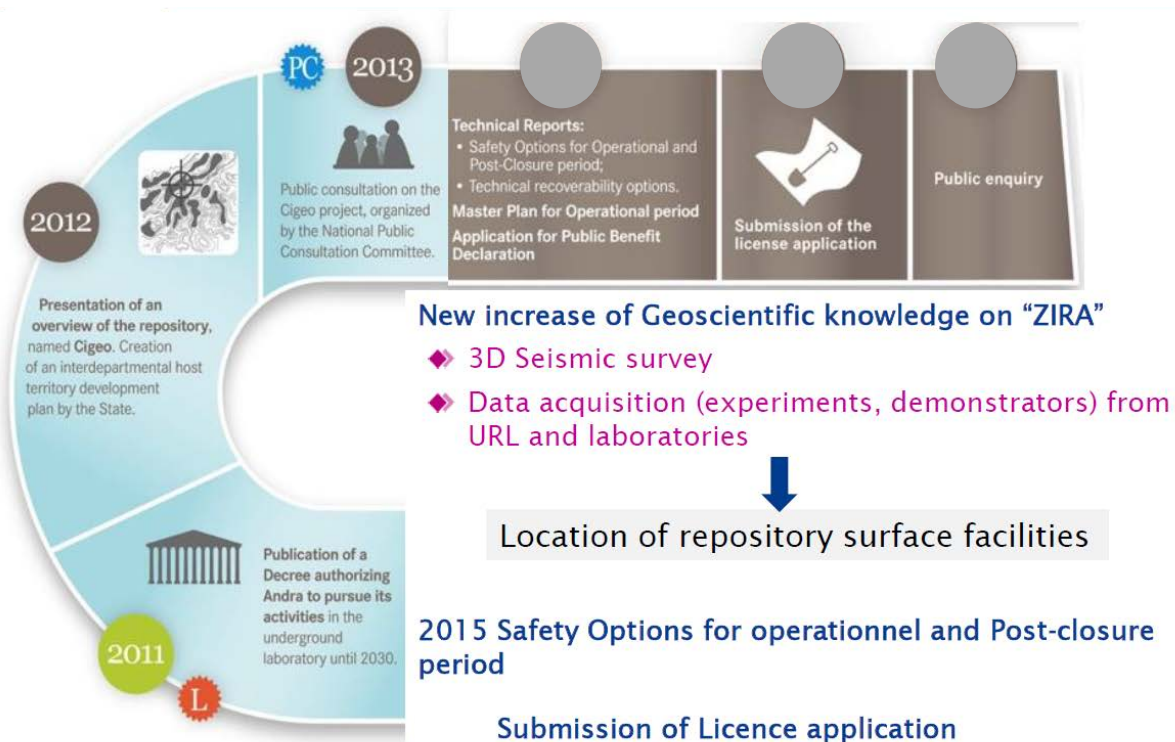 PC
2013
Public consultation on the
Cigeo project, organized
by the National Public
Consultation Committee.
Technical Reports:
• Safety Options for Operational and
Post-Closure period;
• Technical recoverability options.
Master Plan for Operational period
Application for Public Benefit
Declaration
Submission of the
license application
Public enquiry
2012
Presentation of an
overview of the repository,
named Cigeo. Creation
of an interdepartmental host
territory development
plan by the State.
2011
L
Publication of a
Decree authorizing
Andra to pursue its
activities in the
underground
laboratory until 2030.
New increase of Geoscientific knowledge on “ZIRA”
3D Seismic survey
Data acquisition (experiments, demonstrators) from
URL and laboratories
Location of repository surface facilities
2015 Safety Options for operationnel and Post-closure
period
Submission of Licence application